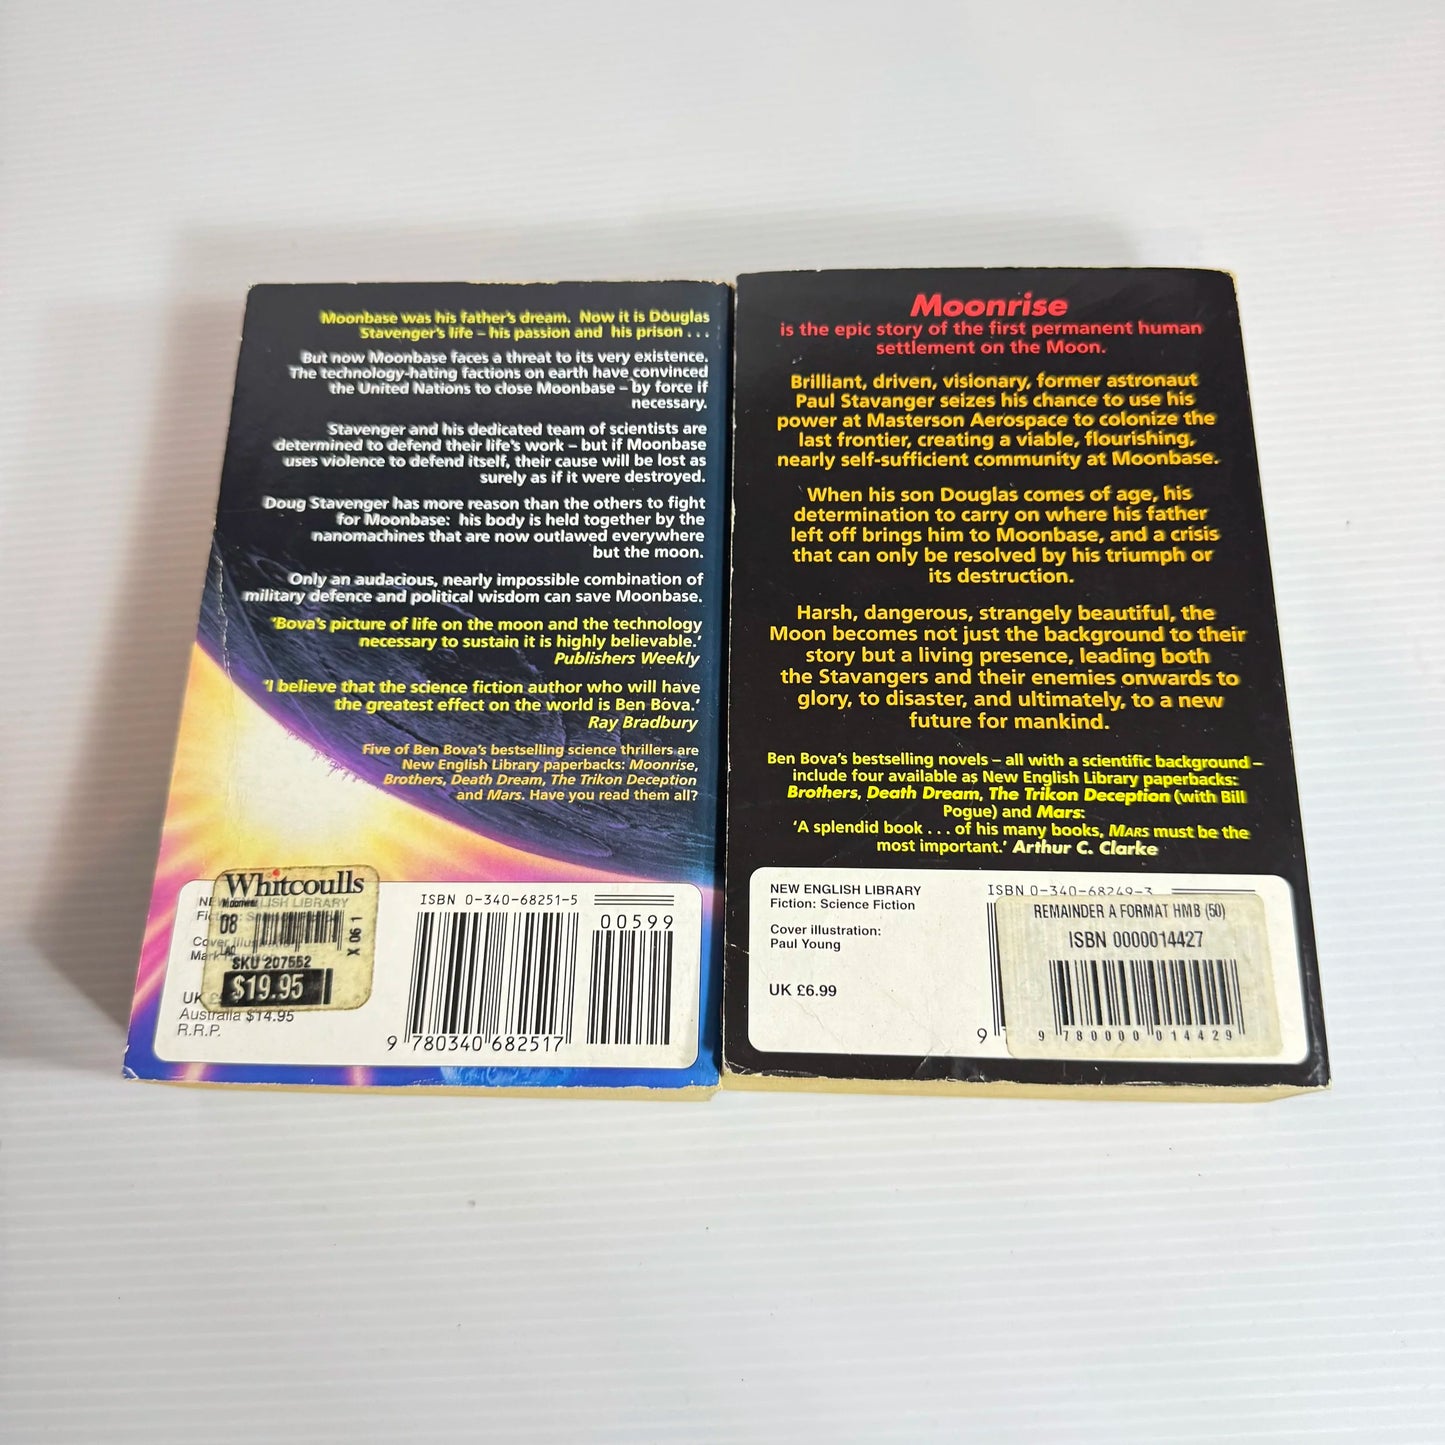 Moonbase was his father's dream. Now it is Douglas
Stavenger's life – his passion and his prison . . .
But now Moonbase faces a threat to its very existence.
The technology-hating factions on earth have convinced
the United Nations to close Moonbase – by force if
necessary.
Stavenger and his dedicated team of scientists are
determined to defend their life's work – but if Moonbase
uses violence to defend itself, their cause will be lost as
surely as if it were destroyed.
Doug Stavenger has more reason than the others to fight
for Moonbase: his body is held together by the
nanomachines that are now outlawed everywhere
but the moon.
Only an audacious, nearly impossible combination of
military defence and political wisdom can save Moonbase.
'Bova's picture of life on the moon and the technology
necessary to sustain it is highly believable.'
Publishers Weekly
'I believe that the science fiction author who will have
the greatest effect on the world is Ben Bova.'
Ray Bradbury
Five of Ben Bova's bestselling science thrillers are
New English Library paperbacks: Moonrise,
Brothers, Death Dream, The Trikon Deception
and Mars. Have you read them all?
Whitcoulls
08
X 06 1
SKU 207552
$19.95
UK
Australia $14.95
R.R.P.
ISBN 0-340-68251-5
00599
9 780340 682517
Moonrise
is the epic story of the first permanent human
settlement on the Moon.
Brilliant, driven, visionary, former astronaut
Paul Stavanger seizes his chance to use his
power at Masterson Aerospace to colonize the
last frontier, creating a viable, flourishing,
nearly self-sufficient community at Moonbase.
When his son Douglas comes of age, his
determination to carry on where his father
left off brings him to Moonbase, and a crisis
that can only be resolved by his triumph or
its destruction.
Harsh, dangerous, strangely beautiful, the
Moon becomes not just the background to their
story but a living presence, leading both
the Stavangers and their enemies onwards to
glory, to disaster, and ultimately, to a new
future for mankind.
Ben Bova's bestselling novels – all with a scientific background –
include four available as New English Library paperbacks:
Brothers, Death Dream, The Trikon Deception (with Bill
Pogue) and Mars:
'A splendid book . . . of his many books, MARS must be the
most important.' Arthur C. Clarke
NEW ENGLISH LIBRARY
Fiction: Science Fiction
Cover illustration:
Paul Young
UK £6.99
ISBN 0-340-68249-3
REMAINDER A FORMAT HMB (50)
ISBN 0000014427
9
9 780000 014429